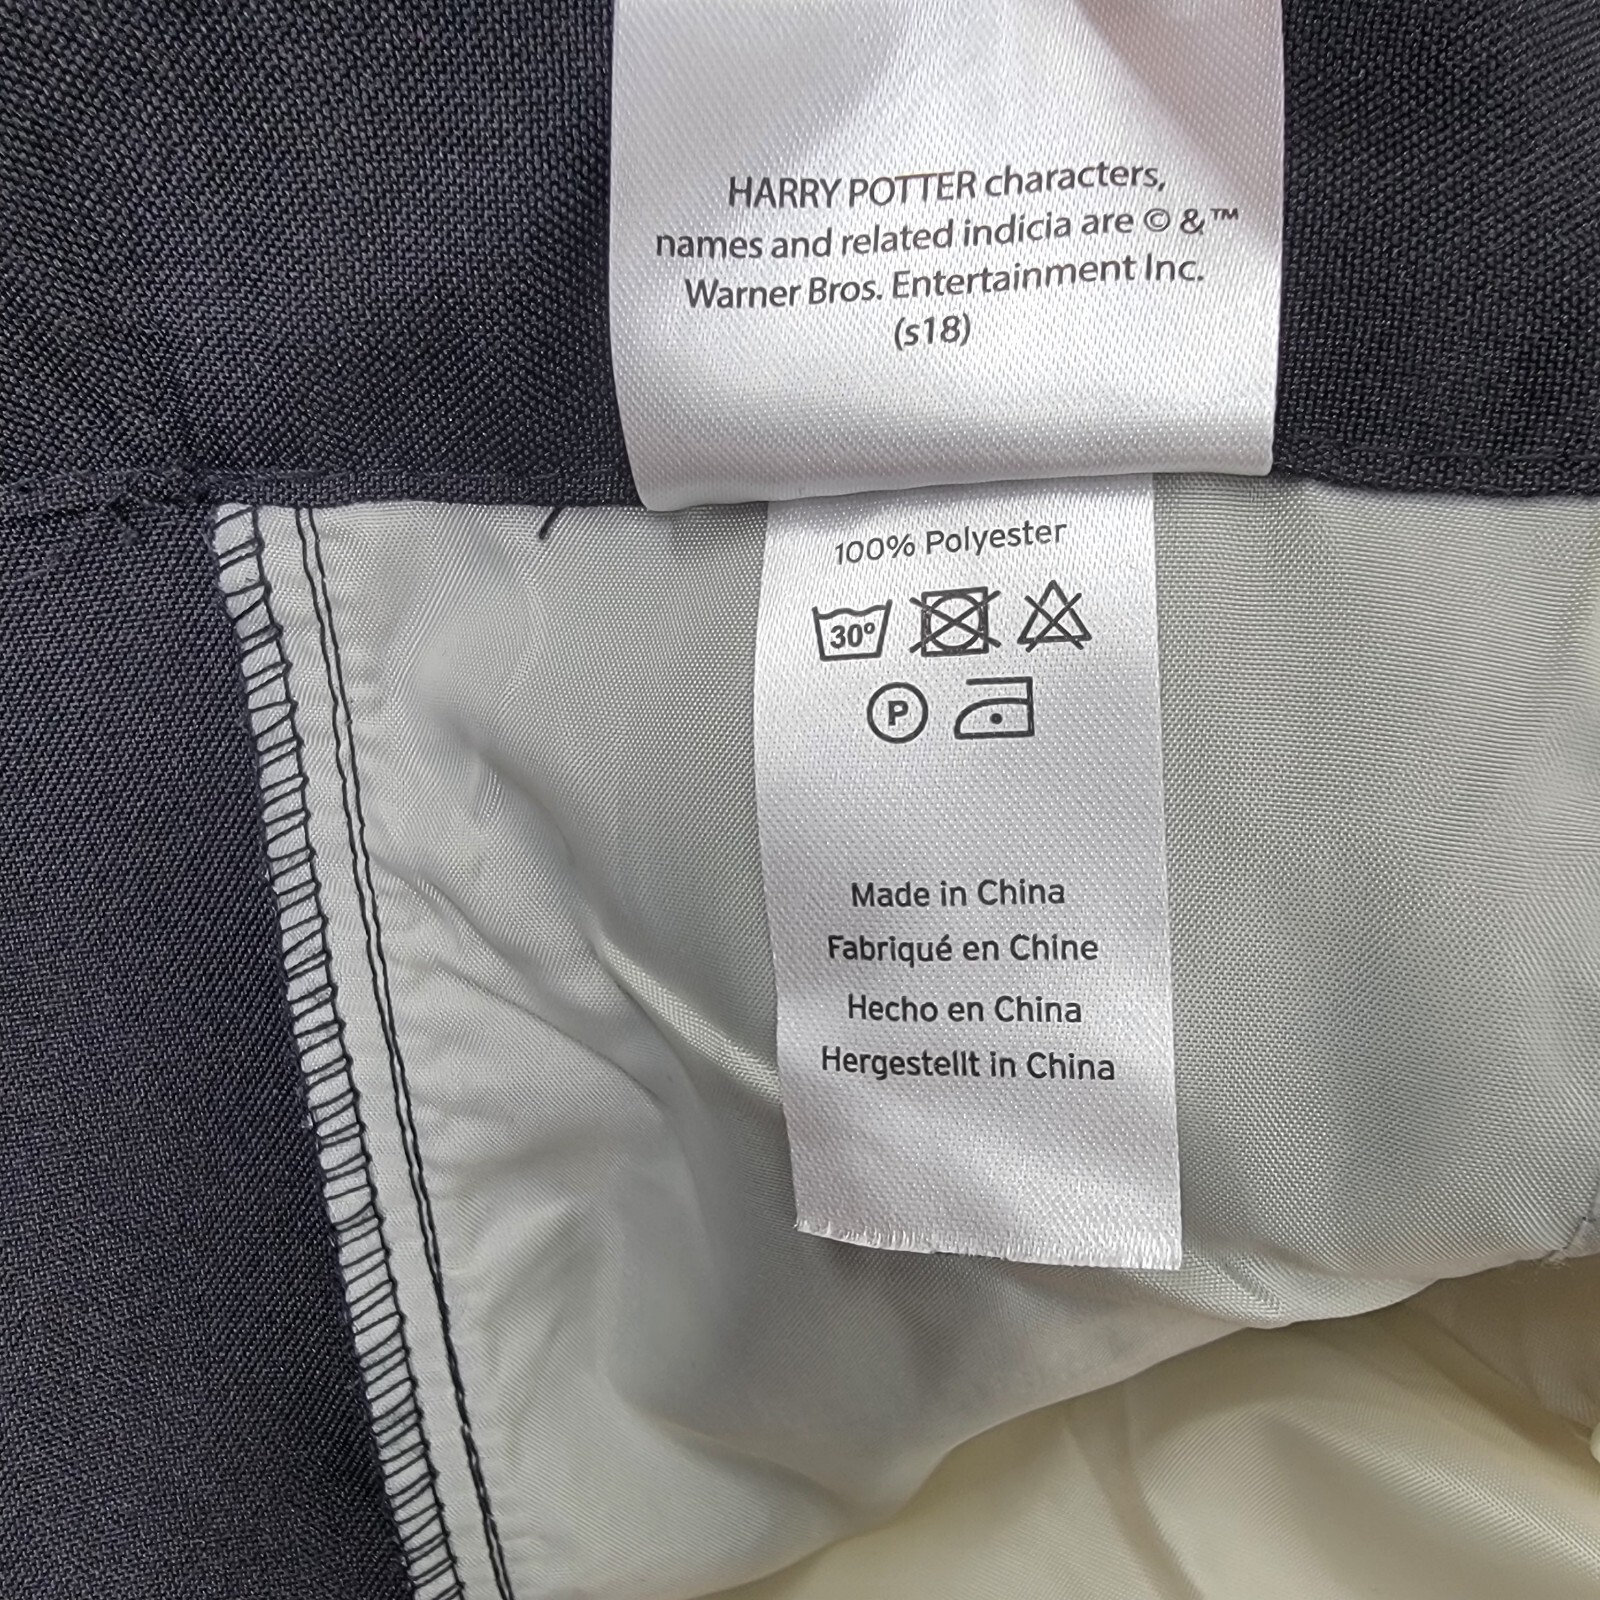 HARRY POTTER characters,
names and related indicia are © & ™
Warner Bros. Entertainment Inc.
(s18)
100% Polyester
30°
P
Made in China
Fabriqué en Chine
Hecho en China
Hergestellt in China